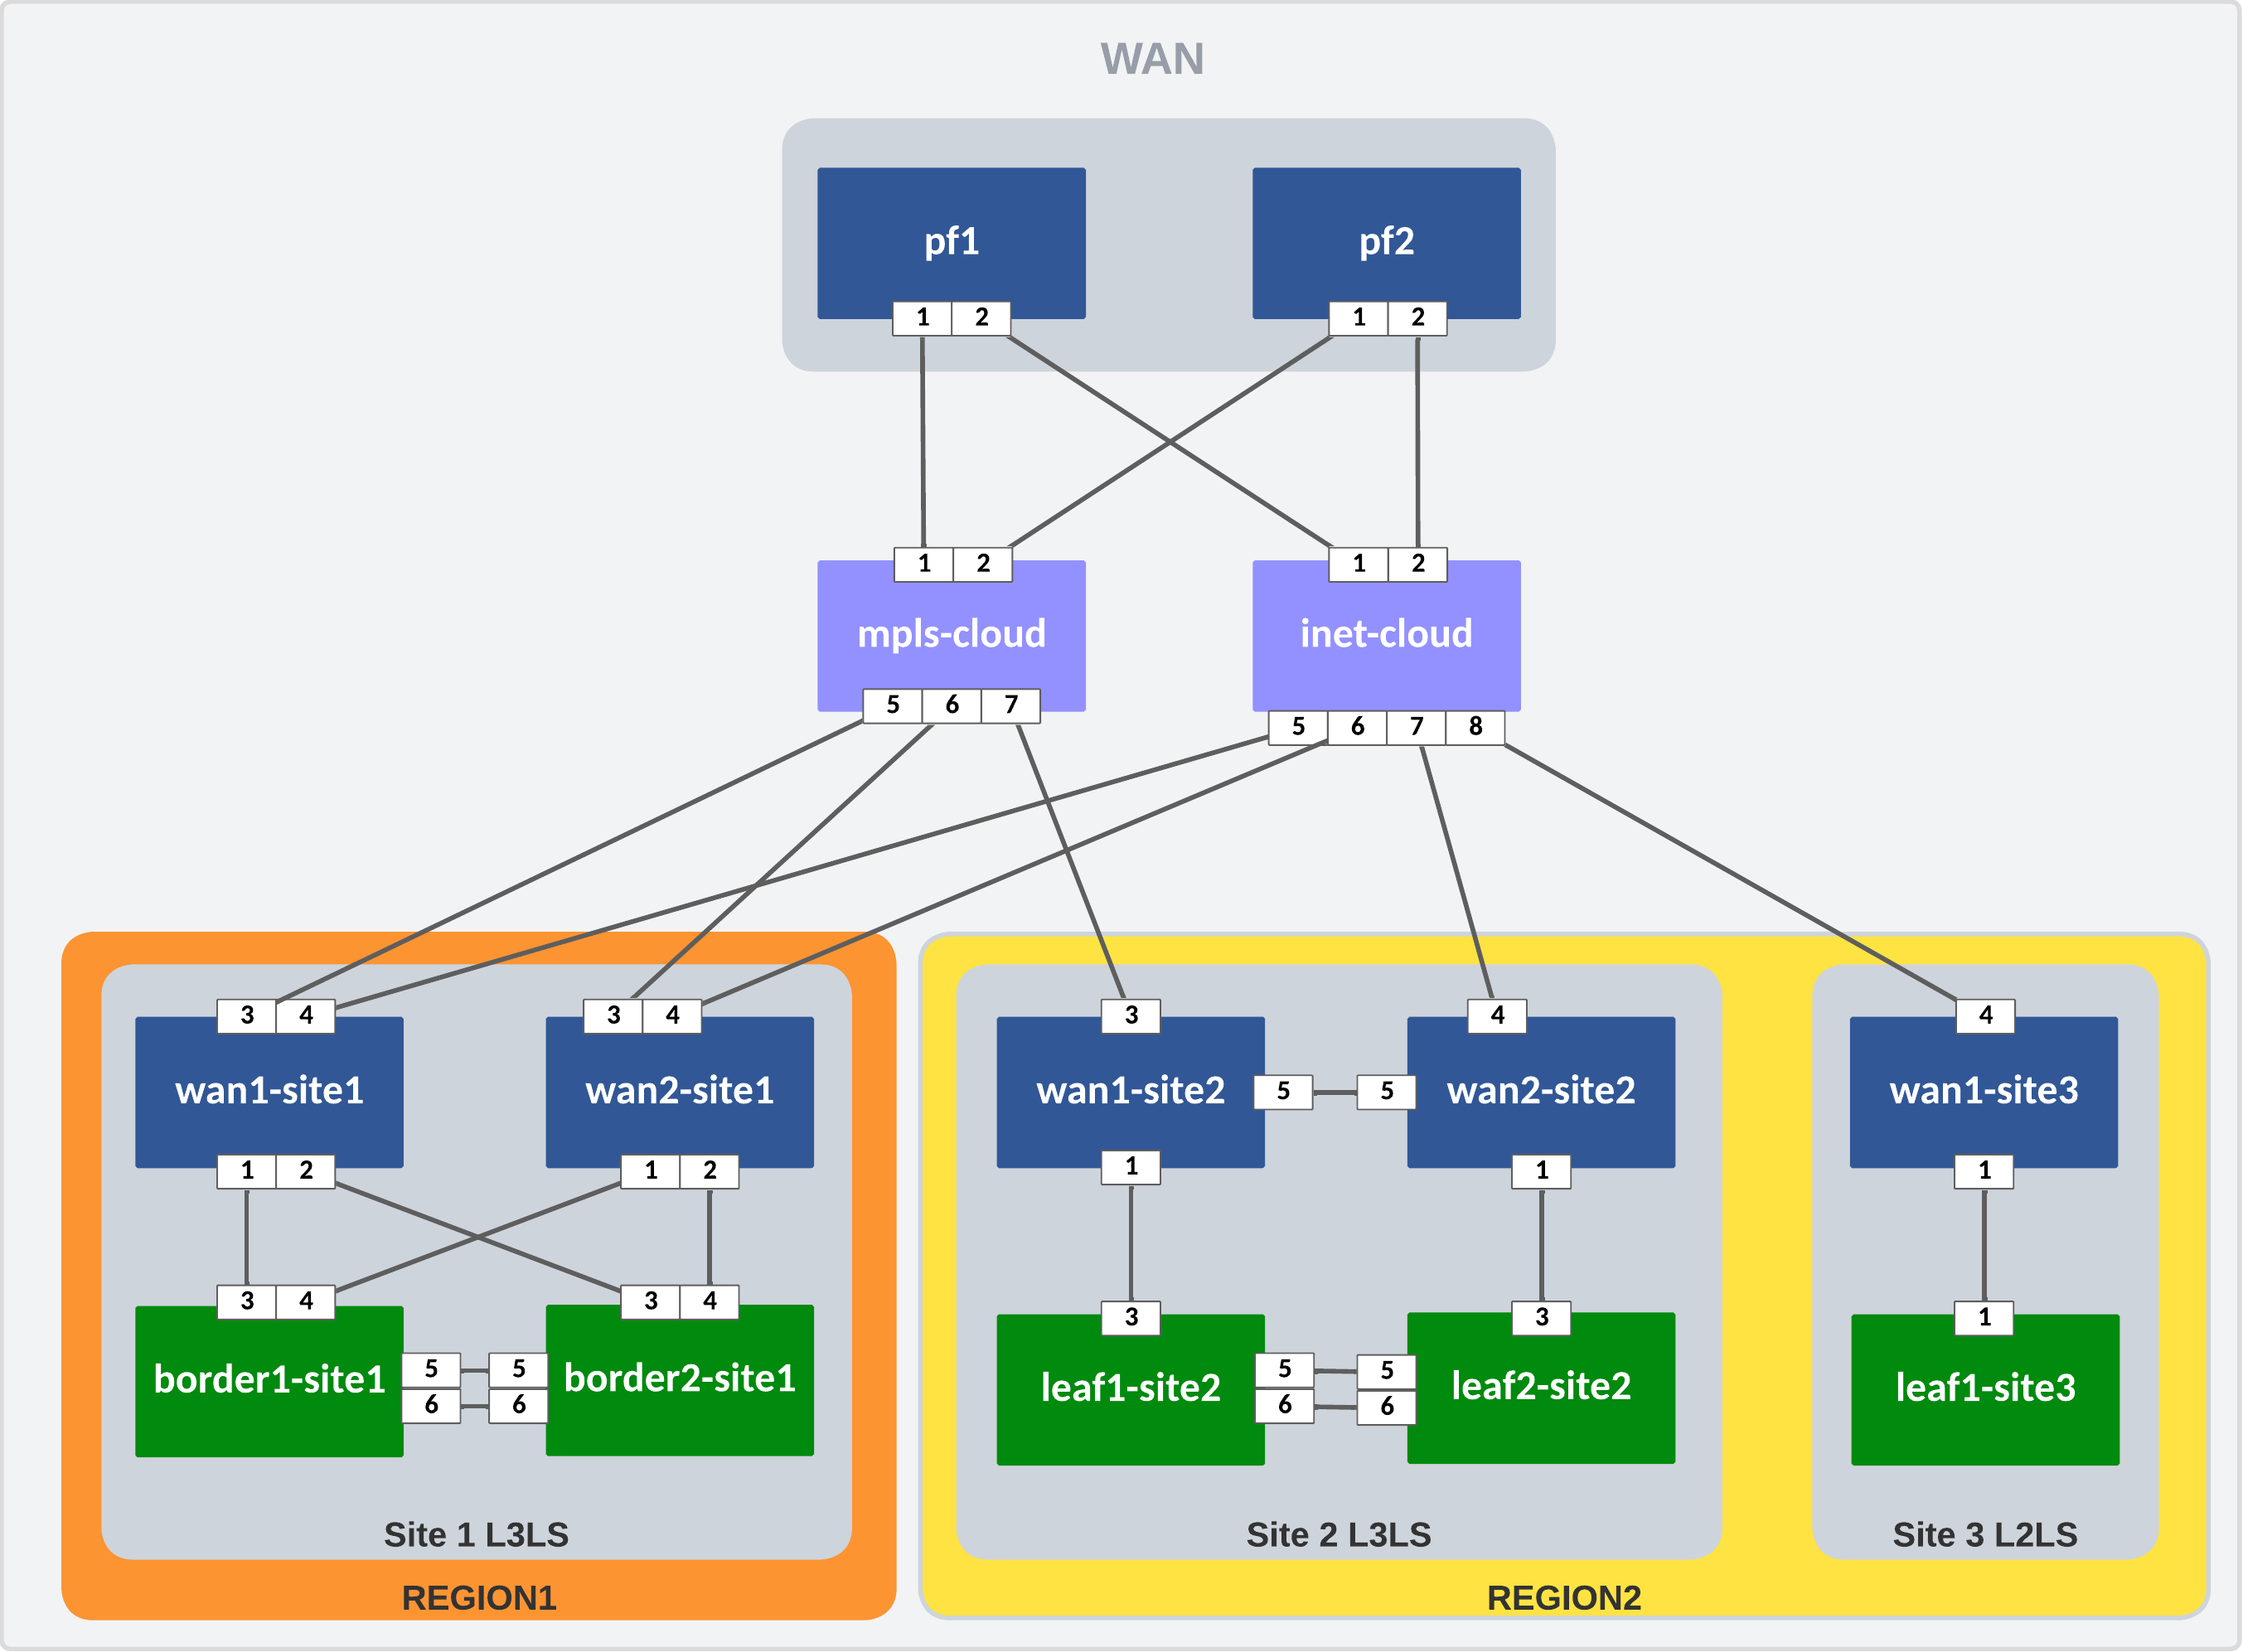 WAN
pf1
pf2
1 2
1 2
1 2
1 2
mpls-cloud
inet-cloud
5 6 7
5 6 7 8
3 4
3 4
3
4
4
wan1-site1
wan2-site1
wan1-site2
5
5
wan2-site2
wan1-site3
1 2
1 2
1
1
1
3 4
3 4
3
3
1
border1-site1
5
5
6
6
border2-site1
leaf1-site2
5
5
6
6
leaf2-site2
leaf1-site3
Site 1 L3LS
Site 2 L3LS
Site 3 L2LS
REGION1
REGION2